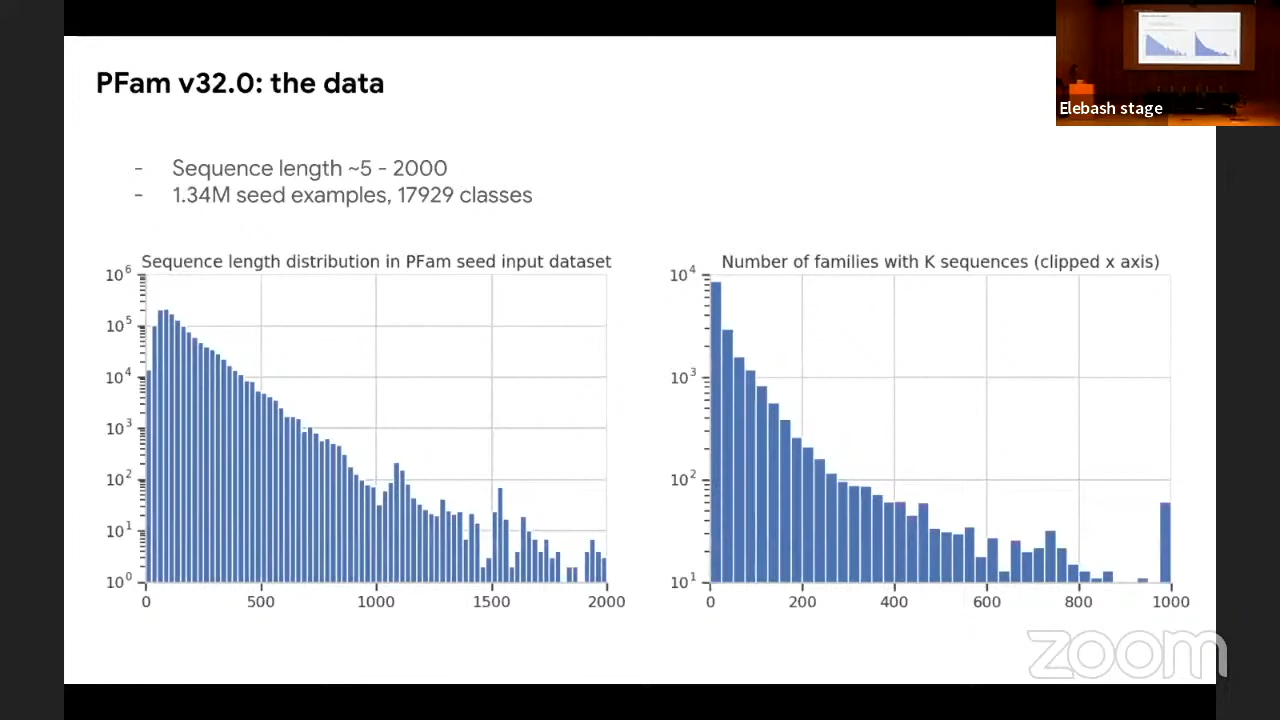 PFam v32.0: the data
Elebash stage
- Sequence length ~5 - 2000
- 1.34M seed examples, 17929 classes
Sequence length distribution in PFam seed input dataset
10^6
10^5
10^4
10^3
10^2
10^1
10^0
0 500 1000 1500 2000
Number of families with K sequences (clipped x axis)
10^4
10^3
10^2
10^1
0 200 400 600 800 1000
zoom